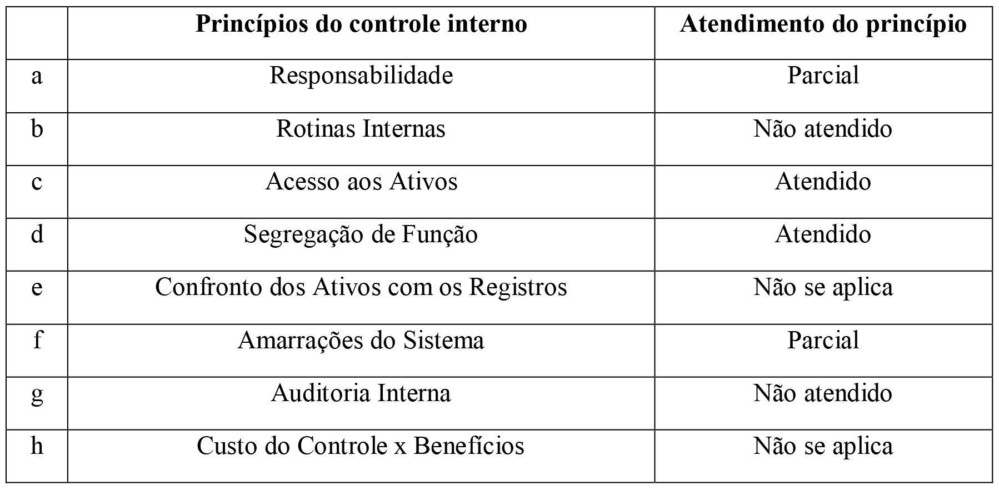 Princípios do controle interno Atendimento do princípio
a Responsabilidade Parcial
b Rotinas Internas Não atendido
c Acesso aos Ativos Atendido
d Segregação de Função Atendido
e Confronto dos Ativos com os Registros Não se aplica
f Amarrações do Sistema Parcial
g Auditoria Interna Não atendido
h Custo do Controle x Benefícios Não se aplica